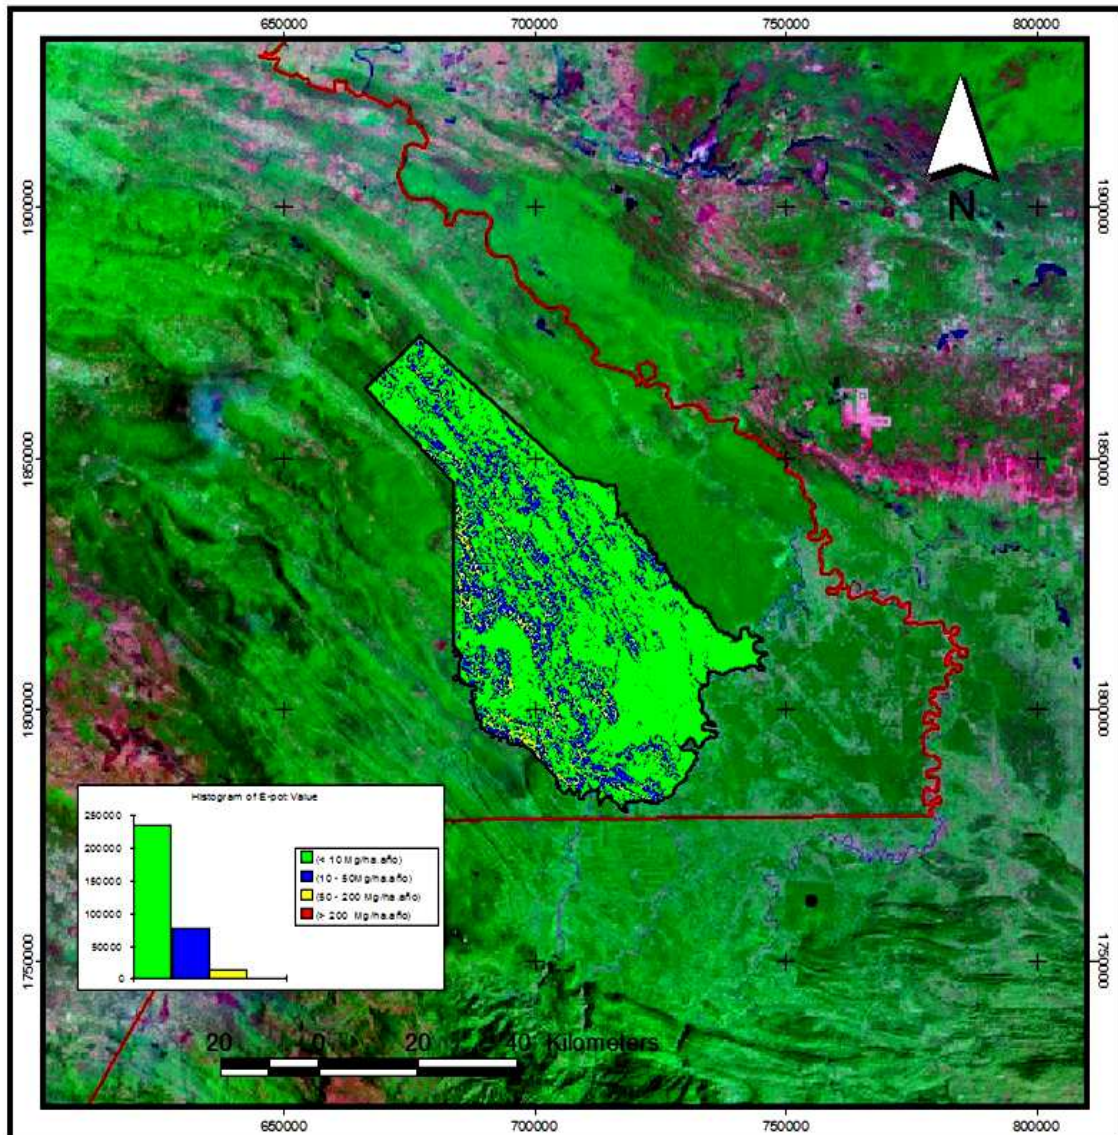 650000 700000 750000 800000
N
1900000 1900000
1850000 1850000
1800000 1800000
Histogram of E-pot Value
250000
200000
150000
100000
50000
0
(< 10 Mg/ha.año)
(10 - 50Mg/ha.año)
(50 - 200 Mg/ha.año)
(> 200 Mg/ha.año)
1750000 1750000
20 0 20 40 Kilometers
650000 700000 750000 800000